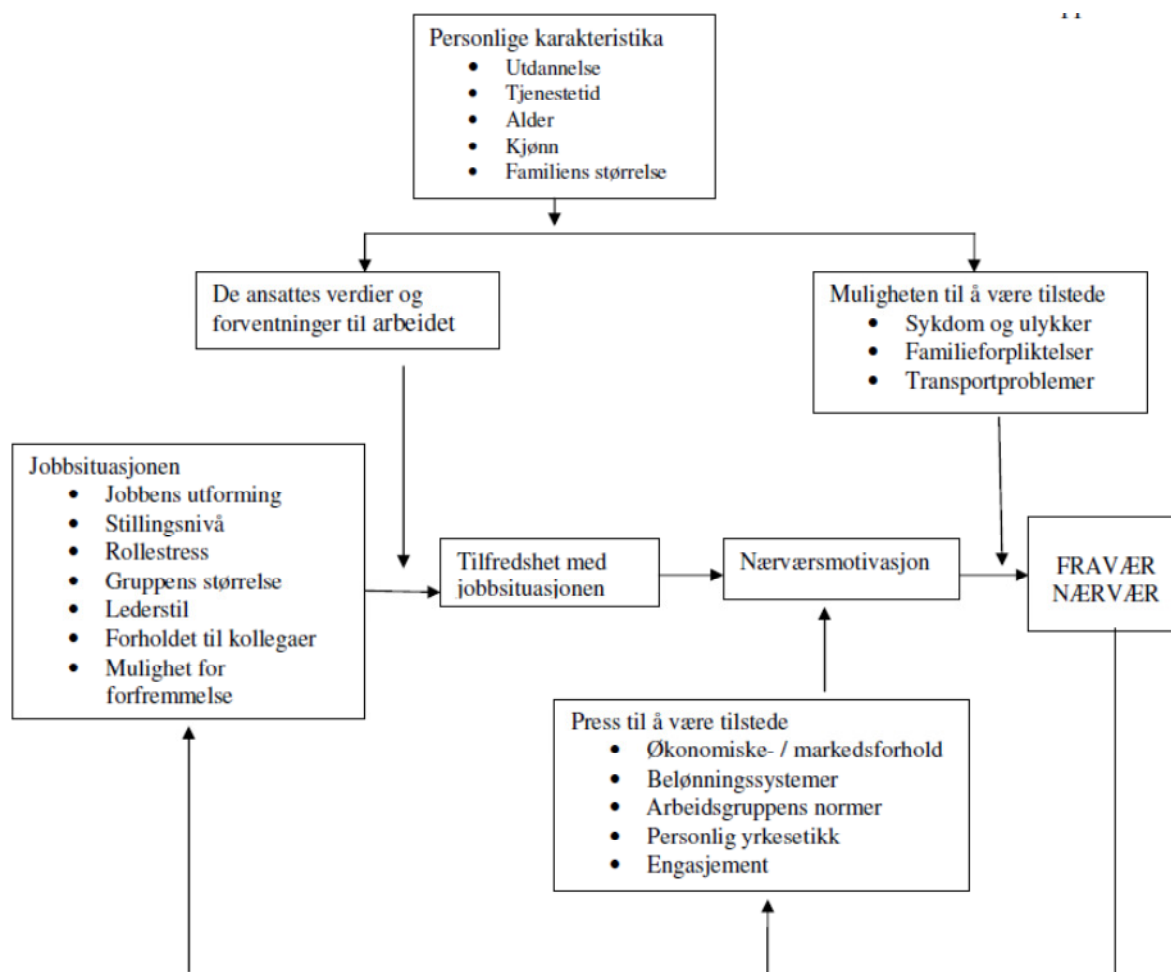 Personlige karakteristika
• Utdannelse
• Tjenestetid
• Alder
• Kjønn
• Familiens størrelse
De ansattes verdier og
forventninger til arbeidet
Muligheten til å være tilstede
• Sykdom og ulykker
• Familieforpliktelser
• Transportproblemer
Jobbsituasjonen
• Jobbens utforming
• Stillingsnivå
• Rollestress
• Gruppens størrelse
• Lederstil
• Forholdet til kollegaer
• Mulighet for
forfremmelse
Tilfredshet med
jobbsituasjonen
Nærværsmotivasjon
FRAVÆR
NÆRVÆR
Press til å være tilstede
• Økonomiske- / markedsforhold
• Belønningssystemer
• Arbeidsgruppens normer
• Personlig yrkesetikk
• Engasjement